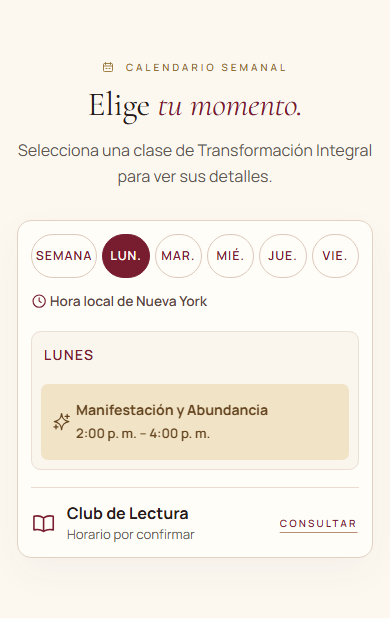 CALENDARIO SEMANAL
Elige tu momento.
Selecciona una clase de Transformación Integral
para ver sus detalles.
SEMANA LUN. MAR. MIÉ. JUE. VIE.
Hora local de Nueva York
LUNES
Manifestación y Abundancia
2:00 p. m. – 4:00 p. m.
Club de Lectura
Horario por confirmar
CONSULTAR